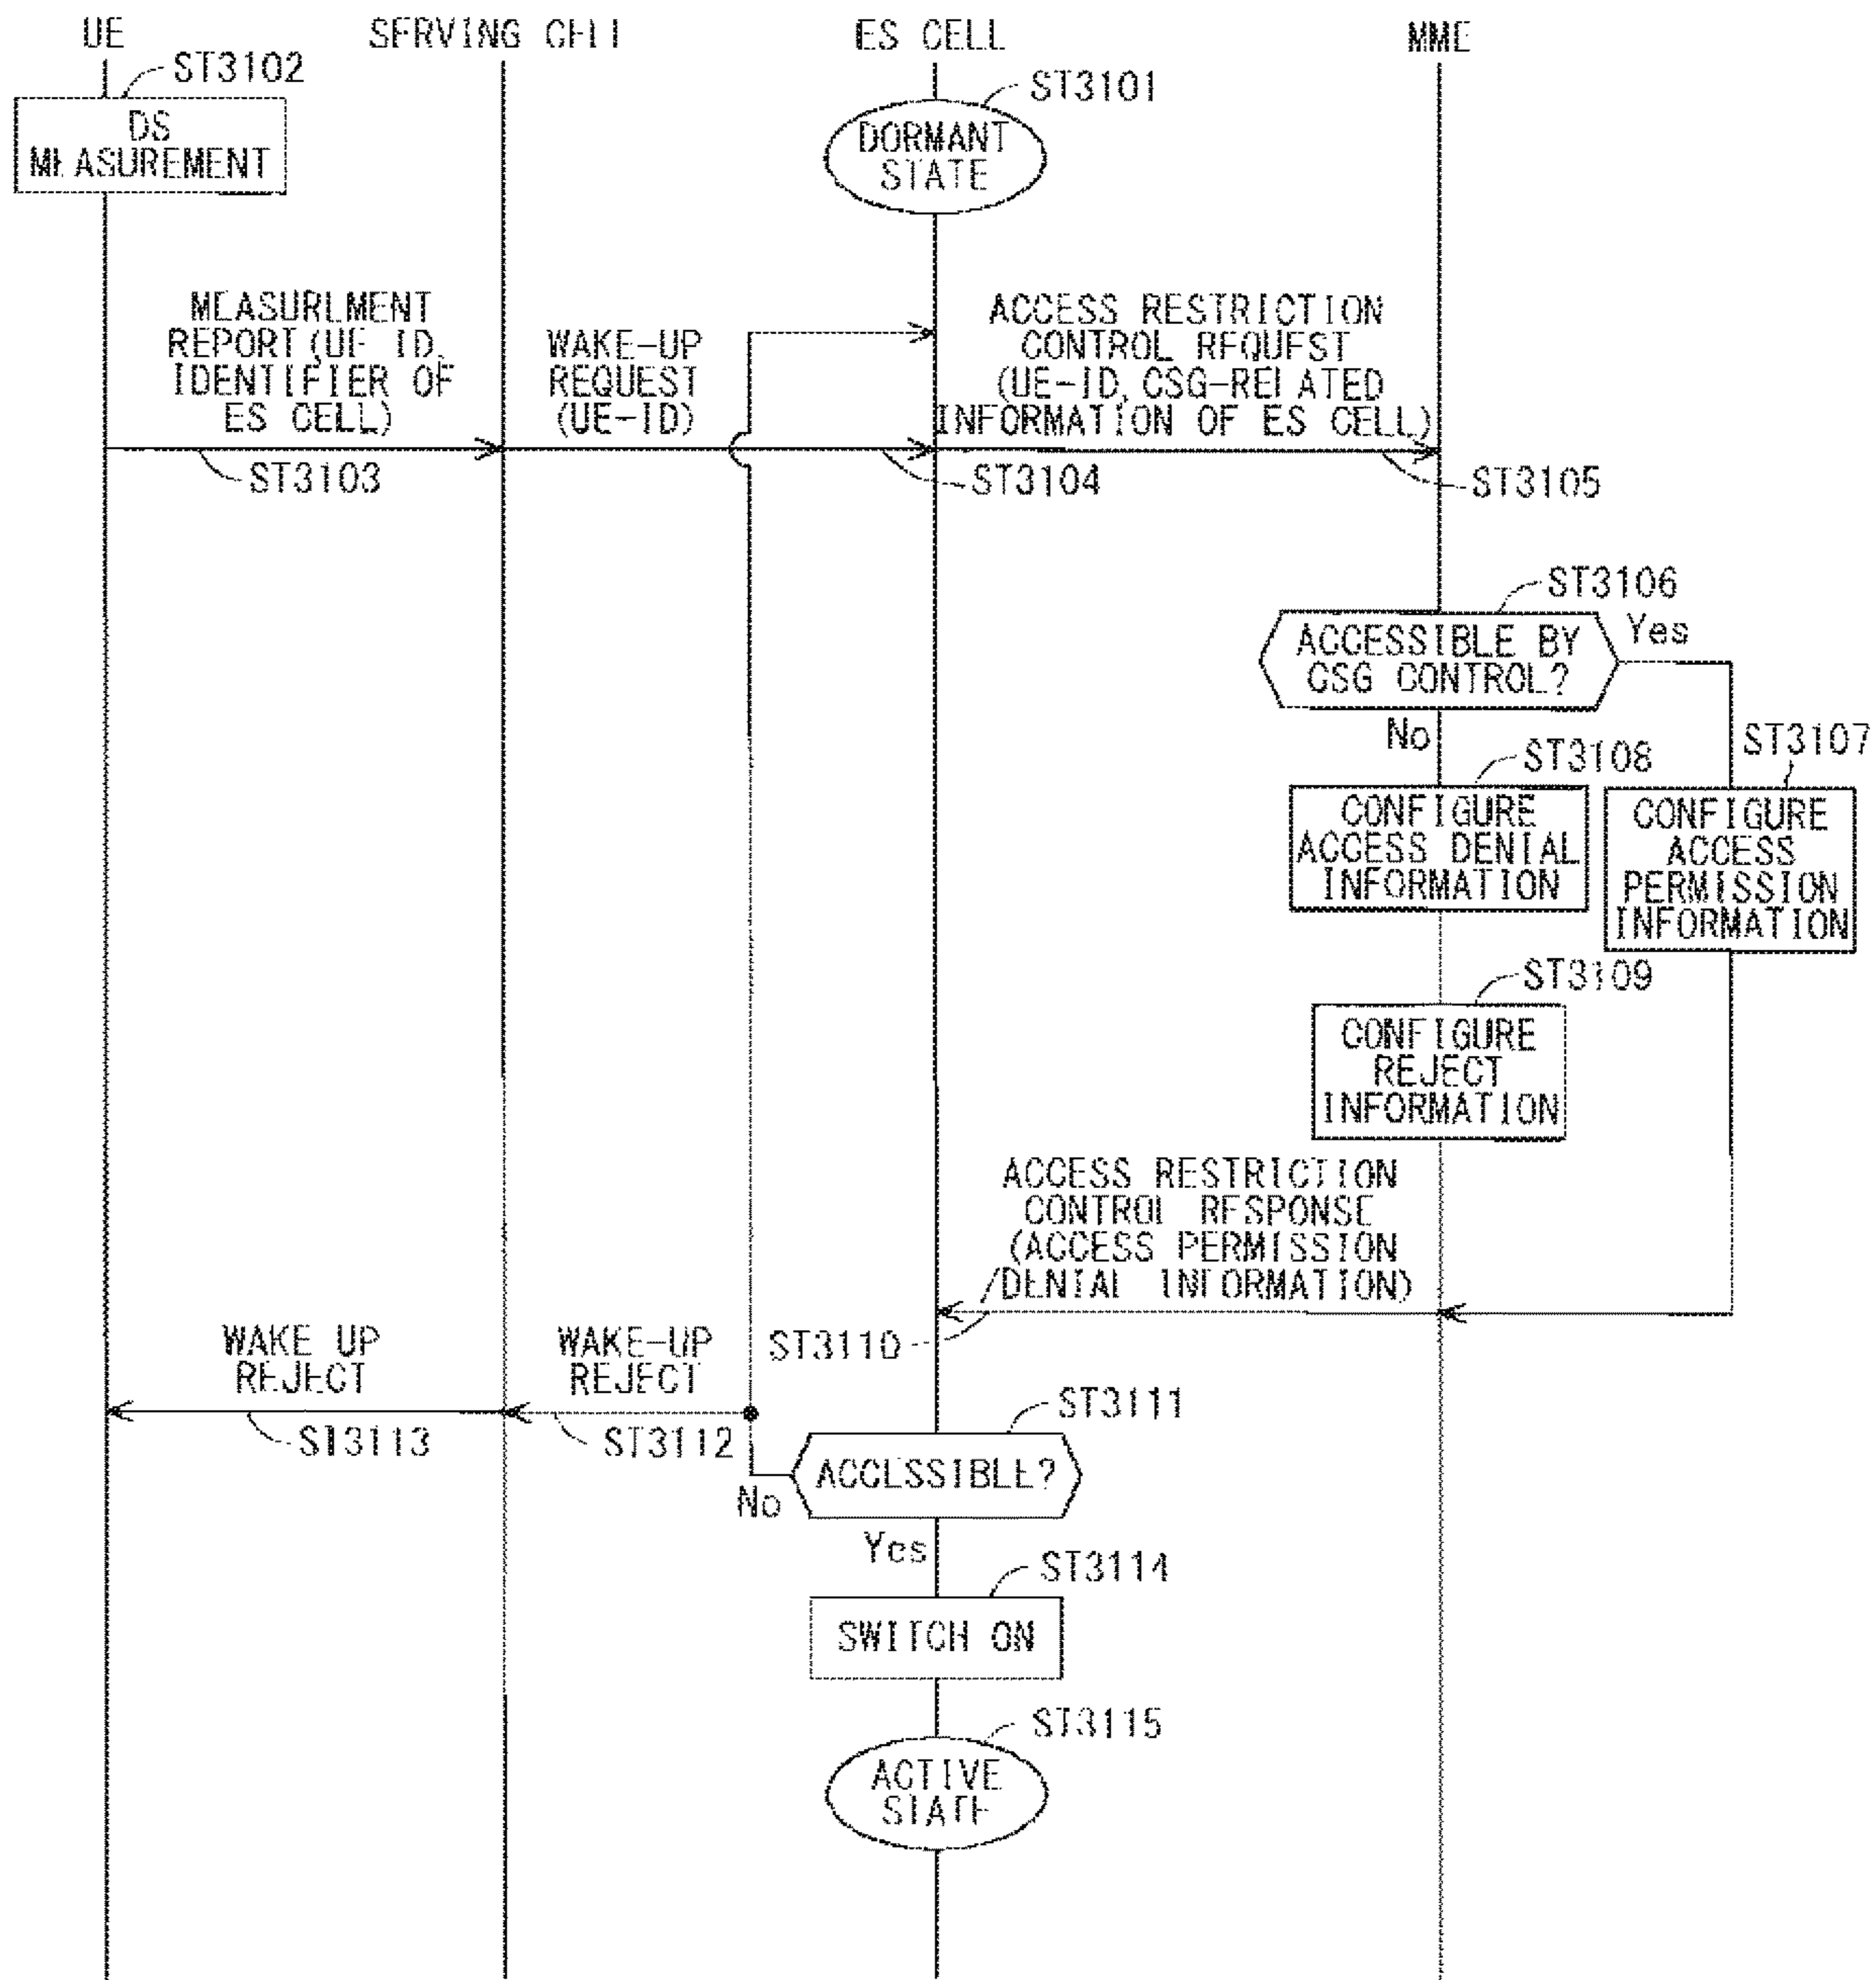 UE
SERVING CELL
ES CELL
MME
ST3102
DS
MEASUREMENT
ST3101
DORMANT
STATE
MEASUREMENT
REPORT (UE-ID,
IDENTIFIER OF
ES CELL)
ST3103
WAKE-UP
REQUEST
(UE-ID)
ST3104
ACCESS RESTRICTION
CONTROL REQUEST
(UE-ID, CSG-RELATED
INFORMATION OF ES CELL)
ST3105
ST3106
ACCESSIBLE BY
CSG CONTROL?
Yes
No
ST3107
CONFIGURE
ACCESS
PERMISSION
INFORMATION
ST3108
CONFIGURE
ACCESS DENIAL
INFORMATION
ST3109
CONFIGURE
REJECT
INFORMATION
ACCESS RESTRICTION
CONTROL RESPONSE
(ACCESS PERMISSION
/DENIAL INFORMATION)
ST3110
ST3111
ACCESSIBLE?
No
Yes
WAKE-UP
REJECT
ST3112
WAKE UP
REJECT
ST3113
ST3114
SWITCH ON
ST3115
ACTIVE
STATE